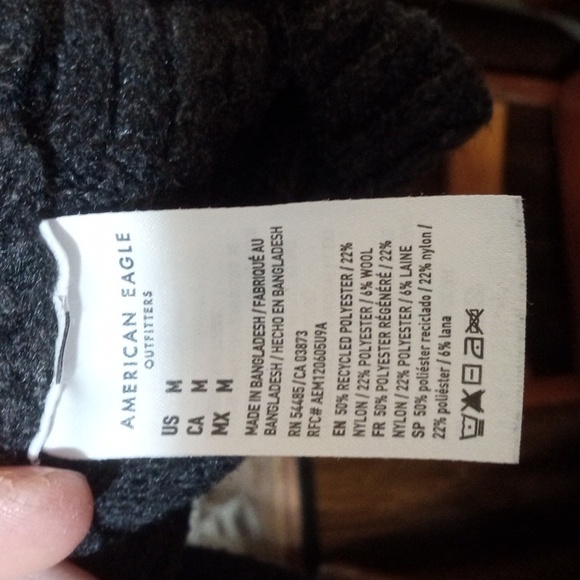 AMERICAN EAGLE
OUTFITTERS
US M
CA M
MX M
MADE IN BANGLADESH / FABRIQUÉ AU
BANGLADESH / HECHO EN BANGLADESH
RN 54485 / CA 03873
RFC# AEM120605U9A
EN 50% RECYCLED POLYESTER / 22%
NYLON / 22% POLYESTER / 6% WOOL
FR 50% POLYESTER RÉGÉNÉRÉ / 22%
NYLON / 22% POLYESTER / 6% LAINE
SP 50% poliéster reciclado / 22% nylon /
22% poliéster / 6% lana